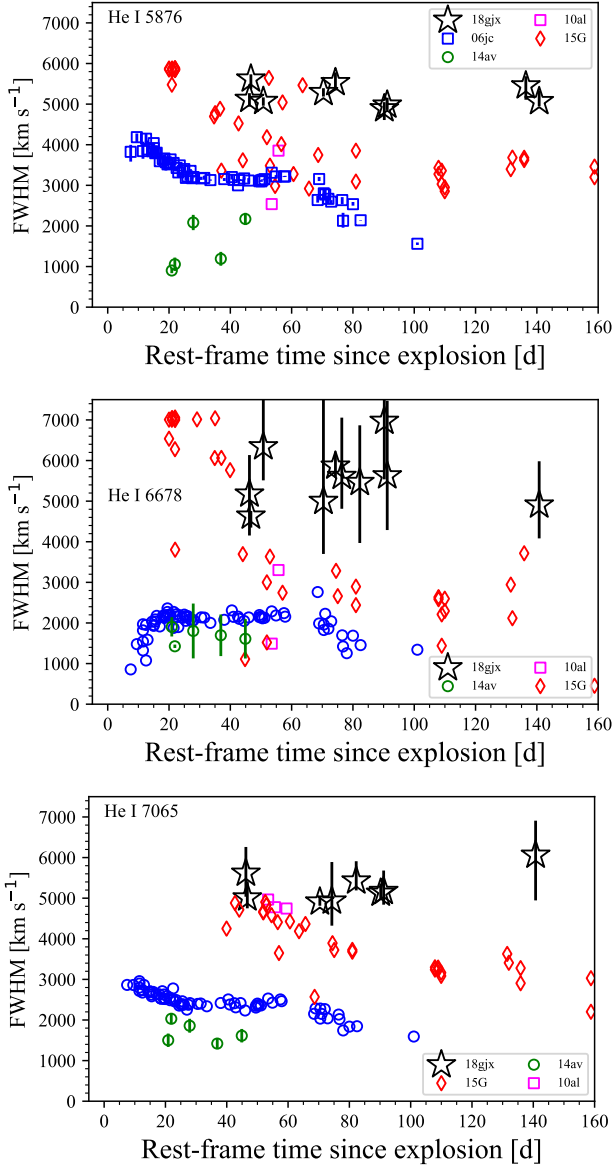 He I 5876
18gjx
06jc
14av
10al
15G
FWHM [km s⁻¹]
7000
6000
5000
4000
3000
2000
1000
0
0 20 40 60 80 100 120 140 160
Rest-frame time since explosion [d]
He I 6678
FWHM [km s⁻¹]
7000
6000
5000
4000
3000
2000
1000
0
18gjx
14av
10al
15G
0 20 40 60 80 100 120 140 160
Rest-frame time since explosion [d]
He I 7065
FWHM [km s⁻¹]
7000
6000
5000
4000
3000
2000
1000
0
18gjx
15G
14av
10al
0 20 40 60 80 100 120 140 160
Rest-frame time since explosion [d]